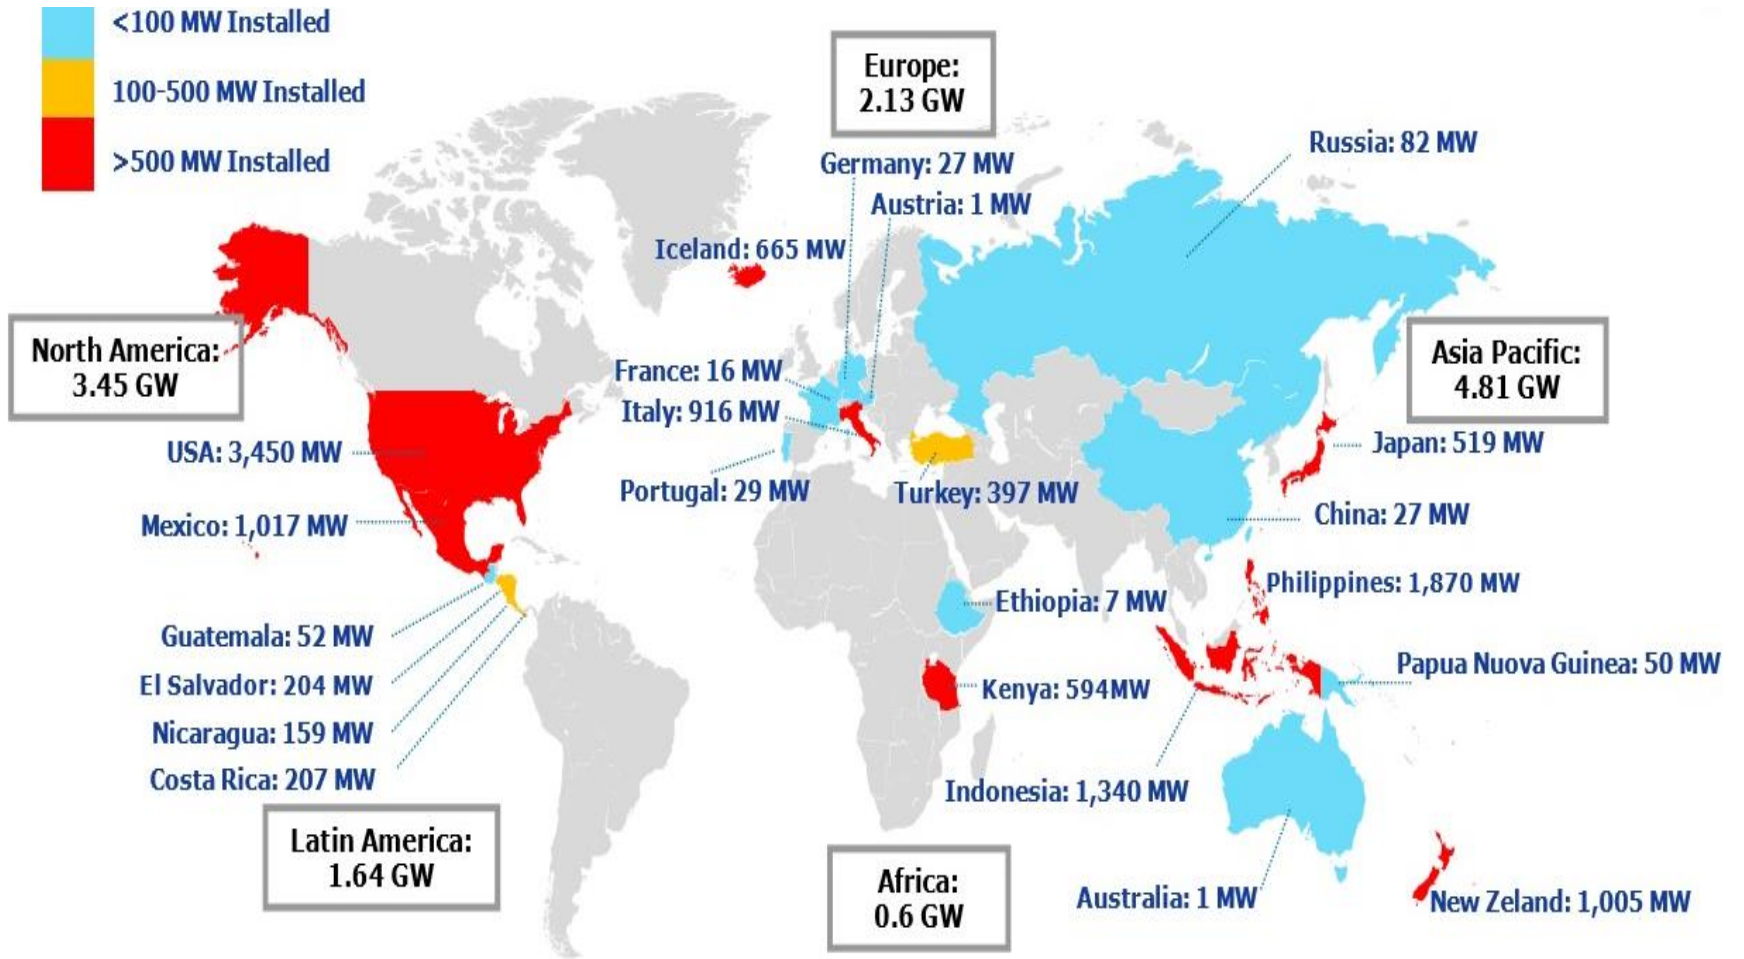 <100 MW Installed
100-500 MW Installed
>500 MW Installed
Europe:
2.13 GW
Russia: 82 MW
Germany: 27 MW
Austria: 1 MW
Iceland: 665 MW
North America:
3.45 GW
Asia Pacific:
4.81 GW
France: 16 MW
Italy: 916 MW
USA: 3,450 MW
Japan: 519 MW
Portugal: 29 MW
Turkey: 397 MW
Mexico: 1,017 MW
China: 27 MW
Philippines: 1,870 MW
Ethiopia: 7 MW
Guatemala: 52 MW
Papua Nuova Guinea: 50 MW
El Salvador: 204 MW
Kenya: 594MW
Nicaragua: 159 MW
Costa Rica: 207 MW
Indonesia: 1,340 MW
Latin America:
1.64 GW
Africa:
0.6 GW
Australia: 1 MW
New Zeland: 1,005 MW